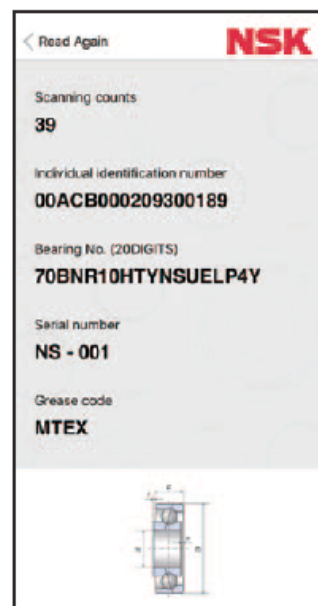 < Read Again
NSK
Scanning counts
39
Individual identification number
00ACB000209300189
Bearing No. (20DIGITS)
70BNR10HTYNSUELP4Y
Serial number
NS - 001
Grease code
MTEX